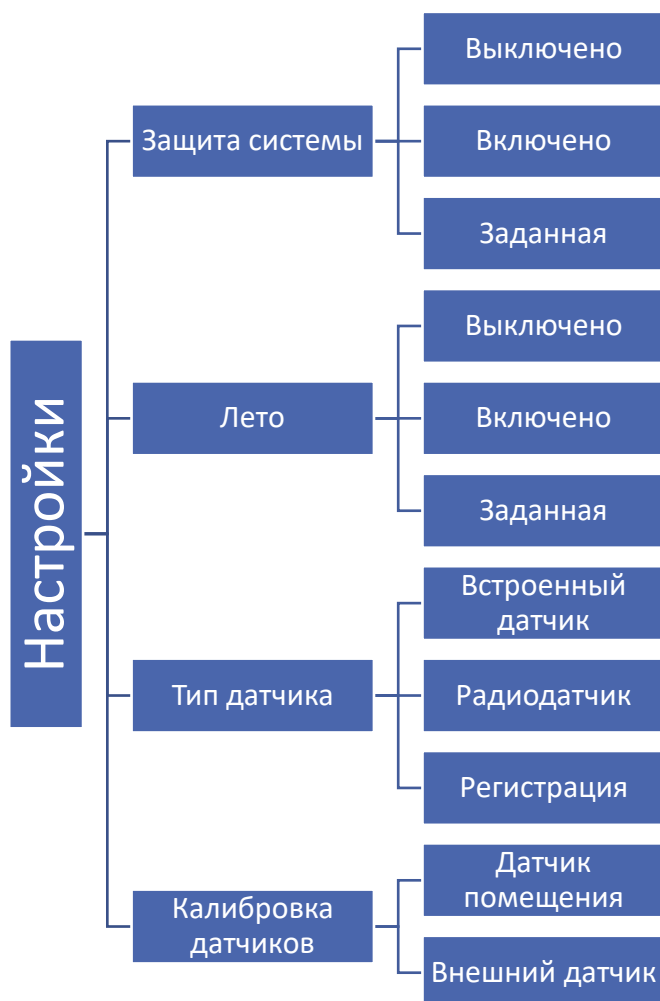 Настройки
Защита системы
Выключено
Включено
Заданная
Лето
Выключено
Включено
Заданная
Тип датчика
Встроенный
датчик
Радиодатчик
Регистрация
Калибровка
датчиков
Датчик
помещения
Внешний датчик